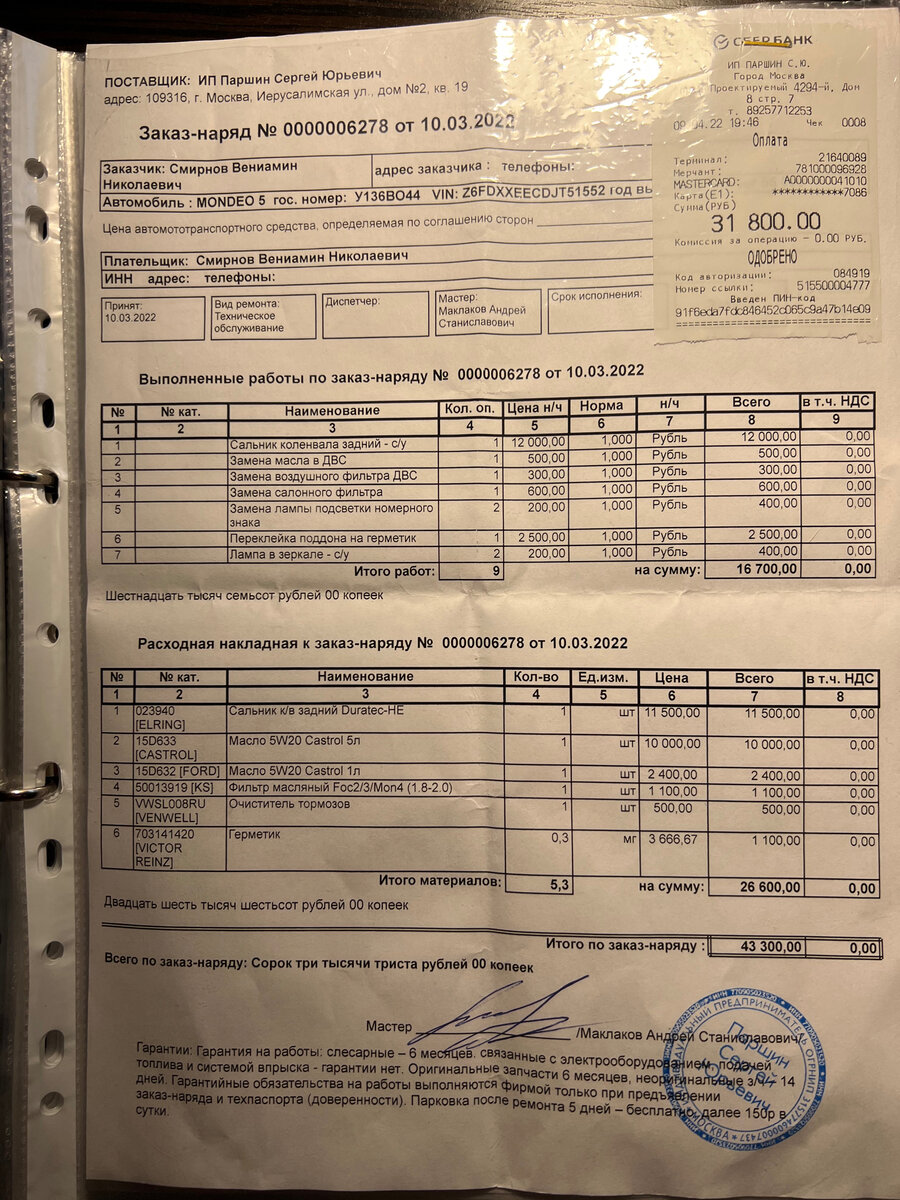 ПОСТАВЩИК: ИП Паршин Сергей Юрьевич
адрес: 109316, г. Москва, Иерусалимская ул., дом №2, кв. 19
Заказ-наряд № 0000006278 от 10.03.2022
СБЕРБАНК
ИП ПАРШИН С.Ю.
Город Москва
Проектируемый 4294-й, Дом
8 стр. 7
т. 89257712253
09.04.22 19:46 Чек 0008
Оплата
Терминал: 21640089
Мерчант: 781000096928
MASTERCARD: A0000000041010
Карта(E1): ************7086
Сумма(РУБ)
31 800.00
Комиссия за операцию – 0.00 РУБ.
ОДОБРЕНО
Код авторизации: 084919
Номер ссылки: 515500004777
Введен ПИН-код
91f6eda7fdc846452c065c9a47b14e09
Заказчик: Смирнов Вениамин Николаевич адрес заказчика : телефоны:
Автомобиль : MONDEO 5 гос. номер: У136ВО44 VIN: Z6FDXXEECDJT51552 год вы
Цена автомототранспортного средства, определяемая по соглашению сторон
Плательщик: Смирнов Вениамин Николаевич
ИНН адрес: телефоны:
Принят: 10.03.2022
Вид ремонта: Техническое обслуживание
Диспетчер:
Мастер: Маклаков Андрей Станиславович
Срок исполнения:
Выполненные работы по заказ-наряду № 0000006278 от 10.03.2022
№ № кат. Наименование Кол. оп. Цена н/ч Норма н/ч Всего в т.ч. НДС
1 2 3 4 5 6 7 8 9
1 Сальник коленвала задний - с/у 1 12 000,00 1,000 Рубль 12 000,00 0,00
2 Замена масла в ДВС 1 500,00 1,000 Рубль 500,00 0,00
3 Замена воздушного фильтра ДВС 1 300,00 1,000 Рубль 300,00 0,00
4 Замена салонного фильтра 1 600,00 1,000 Рубль 600,00 0,00
5 Замена лампы подсветки номерного знака 2 200,00 1,000 Рубль 400,00 0,00
6 Переклейка поддона на герметик 1 2 500,00 1,000 Рубль 2 500,00 0,00
7 Лампа в зеркале - с/у 2 200,00 1,000 Рубль 400,00 0,00
Итого работ: 9 на сумму: 16 700,00 0,00
Шестнадцать тысяч семьсот рублей 00 копеек
Расходная накладная к заказ-наряду № 0000006278 от 10.03.2022
№ № кат. Наименование Кол-во Ед.изм. Цена Всего в т.ч. НДС
1 2 3 4 5 6 7 8
1 023940 [ELRING] Сальник к/в задний Duratec-HE 1 шт 11 500,00 11 500,00 0,00
2 15D633 [CASTROL] Масло 5W20 Castrol 5л 1 шт 10 000,00 10 000,00 0,00
3 15D632 [FORD] Масло 5W20 Castrol 1л 1 шт 2 400,00 2 400,00 0,00
4 50013919 [KS] Фильтр масляный Foc2/3/Mon4 (1.8-2.0) 1 шт 1 100,00 1 100,00 0,00
5 VWSL008RU [VENWELL] Очиститель тормозов 1 шт 500,00 500,00 0,00
6 703141420 [VICTOR REINZ] Герметик 0,3 мг 3 666,67 1 100,00 0,00
Итого материалов: 5,3 на сумму: 26 600,00 0,00
Двадцать шесть тысяч шестьсот рублей 00 копеек
Итого по заказ-наряду : 43 300,00 0,00
Всего по заказ-наряду: Сорок три тысячи триста рублей 00 копеек
Мастер /Маклаков Андрей Станиславович/
Гарантии: Гарантия на работы: слесарные – 6 месяцев. связанные с электрооборудованием, подачей
топлива и системой впрыска - гарантии нет. Оригинальные запчасти 6 месяцев, неоригинальные з/ч – 14
дней. Гарантийные обязательства на работы выполняются фирмой только при предъявлении
заказ-наряда и техпаспорта (доверенности). Парковка после ремонта 5 дней – бесплатно, далее 150р в
сутки.
Паршин
Сергей
Юрьевич